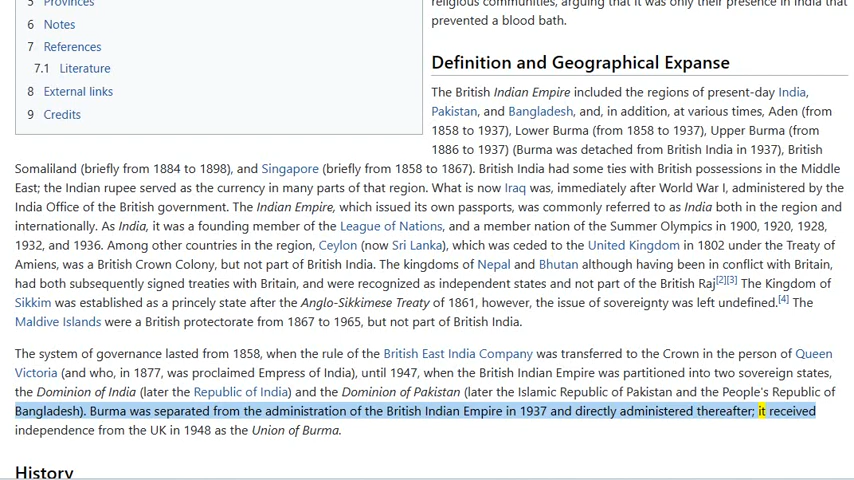 5 Provinces
6 Notes
7 References
7.1 Literature
8 External links
9 Credits
religious communities, arguing that it was only their presence in India that
prevented a blood bath.
Definition and Geographical Expanse
The British Indian Empire included the regions of present-day India,
Pakistan, and Bangladesh, and, in addition, at various times, Aden (from
1858 to 1937), Lower Burma (from 1858 to 1937), Upper Burma (from
1886 to 1937) (Burma was detached from British India in 1937), British
Somaliland (briefly from 1884 to 1898), and Singapore (briefly from 1858 to 1867). British India had some ties with British possessions in the Middle
East; the Indian rupee served as the currency in many parts of that region. What is now Iraq was, immediately after World War I, administered by the
India Office of the British government. The Indian Empire, which issued its own passports, was commonly referred to as India both in the region and
internationally. As India, it was a founding member of the League of Nations, and a member nation of the Summer Olympics in 1900, 1920, 1928,
1932, and 1936. Among other countries in the region, Ceylon (now Sri Lanka), which was ceded to the United Kingdom in 1802 under the Treaty of
Amiens, was a British Crown Colony, but not part of British India. The kingdoms of Nepal and Bhutan although having been in conflict with Britain,
had both subsequently signed treaties with Britain, and were recognized as independent states and not part of the British Raj[2][3] The Kingdom of
Sikkim was established as a princely state after the Anglo-Sikkimese Treaty of 1861, however, the issue of sovereignty was left undefined.[4] The
Maldive Islands were a British protectorate from 1867 to 1965, but not part of British India.
The system of governance lasted from 1858, when the rule of the British East India Company was transferred to the Crown in the person of Queen
Victoria (and who, in 1877, was proclaimed Empress of India), until 1947, when the British Indian Empire was partitioned into two sovereign states,
the Dominion of India (later the Republic of India) and the Dominion of Pakistan (later the Islamic Republic of Pakistan and the People's Republic of
Bangladesh). Burma was separated from the administration of the British Indian Empire in 1937 and directly administered thereafter; it received
independence from the UK in 1948 as the Union of Burma.
History